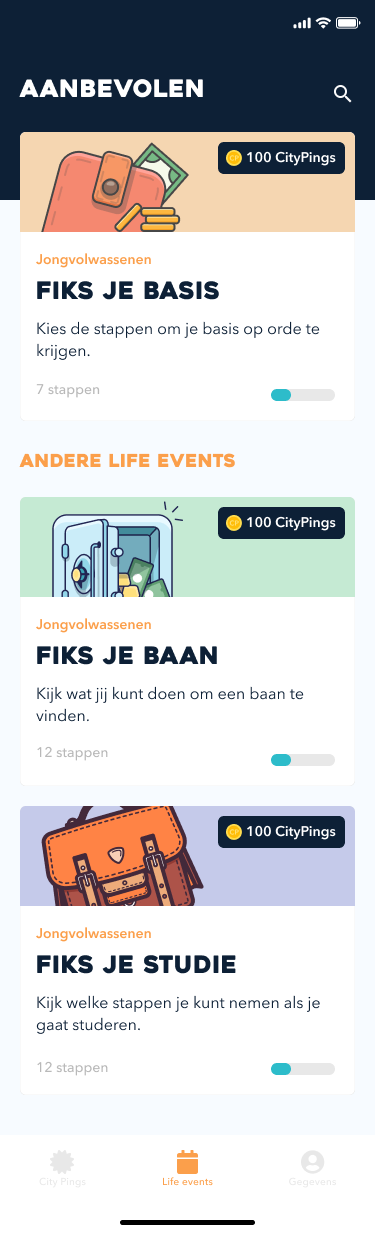 AANBEVOLEN
100 CityPings
Jongvolwassenen
FIKS JE BASIS
Kies de stappen om je basis op orde te
krijgen.
7 stappen
ANDERE LIFE EVENTS
100 CityPings
Jongvolwassenen
FIKS JE BAAN
Kijk wat jij kunt doen om een baan te
vinden.
12 stappen
100 CityPings
Jongvolwassenen
FIKS JE STUDIE
Kijk welke stappen je kunt nemen als je
gaat studeren.
12 stappen
City Pings Life events Gegevens